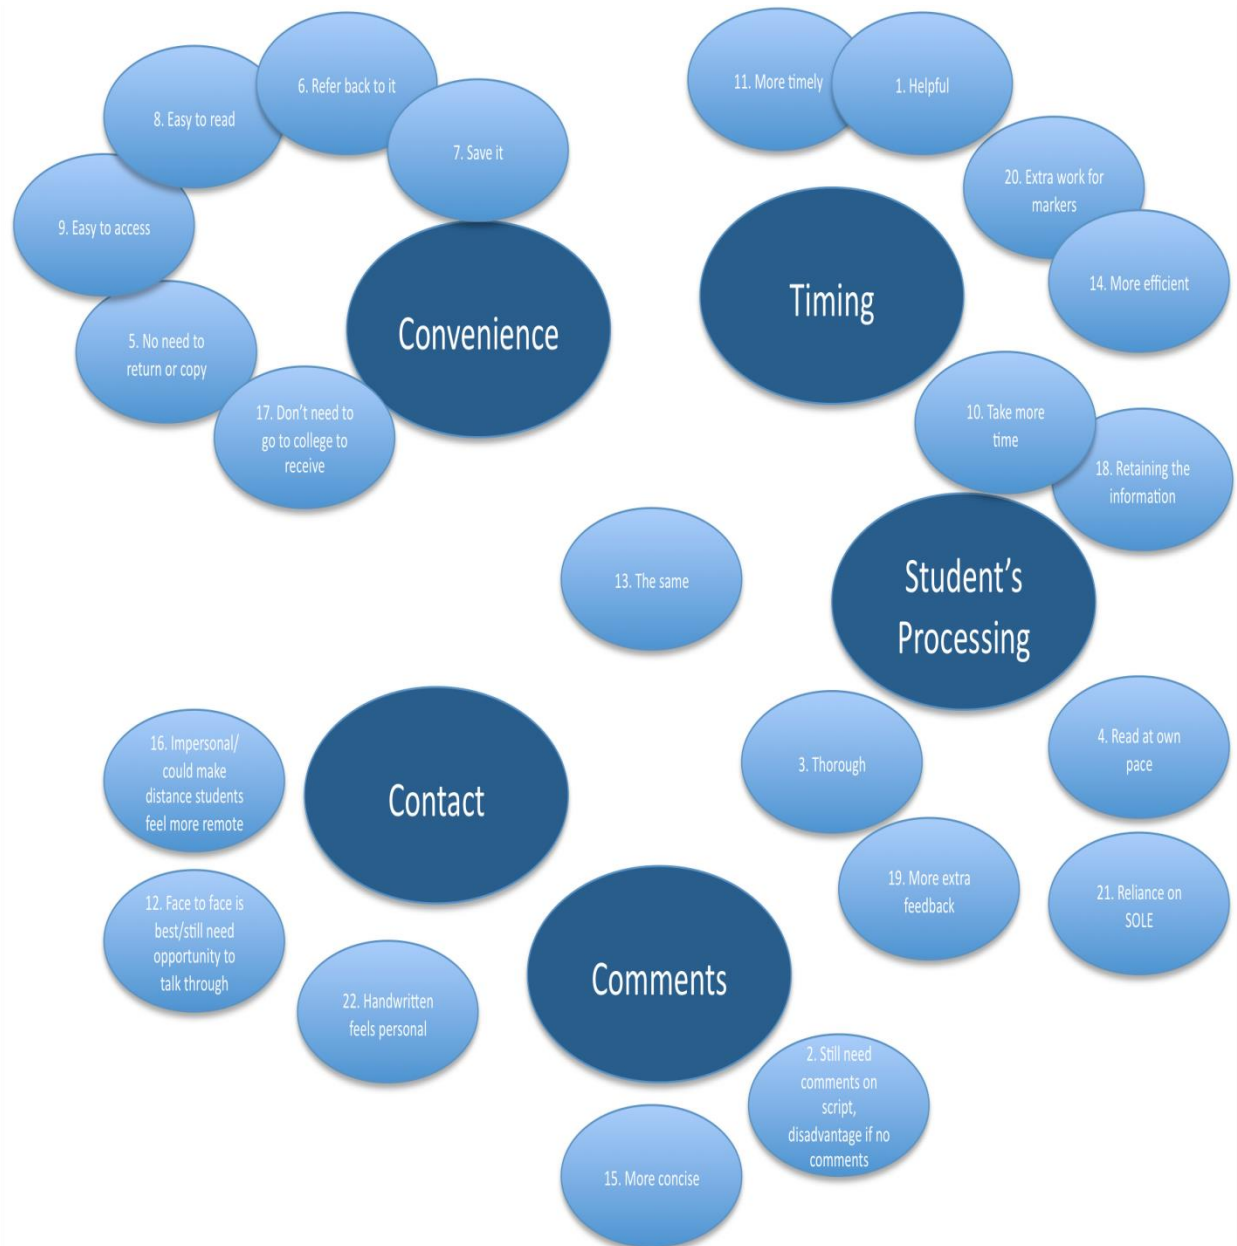 6. Refer back to it
8. Easy to read
7. Save it
9. Easy to access
5. No need to
return or copy
17. Don't need to
go to college to
receive
Convenience
11. More timely
1. Helpful
20. Extra work for
markers
14. More efficient
Timing
10. Take more
time
18. Retaining the
information
Student's
Processing
13. The same
3. Thorough
4. Read at own
pace
19. More extra
feedback
21. Reliance on
SOLE
Contact
16. Impersonal/
could make
distance students
feel more remote
12. Face to face is
best/still need
opportunity to
talk through
22. Handwritten
feels personal
Comments
2. Still need
comments on
script,
disadvantage if no
comments
15. More concise